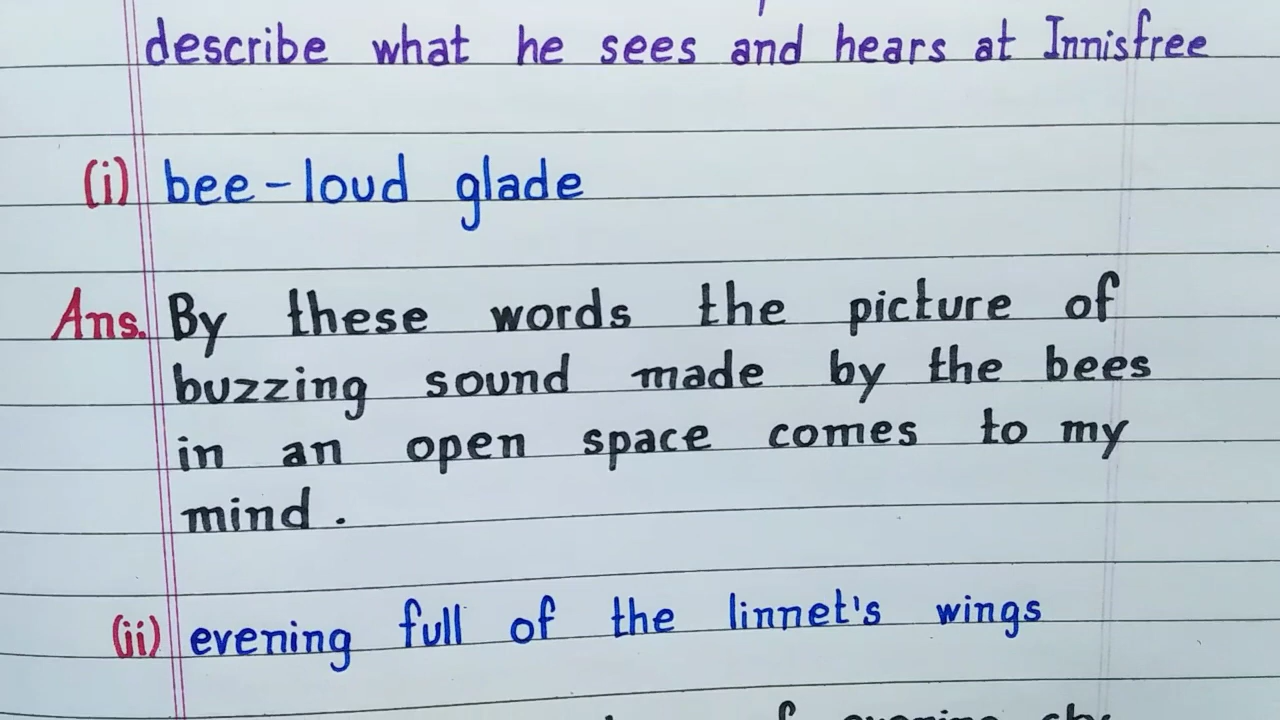 describe what he sees and hears at Innisfree
(i) bee-loud glade
Ans. By these words the picture of
buzzing sound made by the bees
in an open space comes to my
mind.
(ii) evening full of the linnet's wings